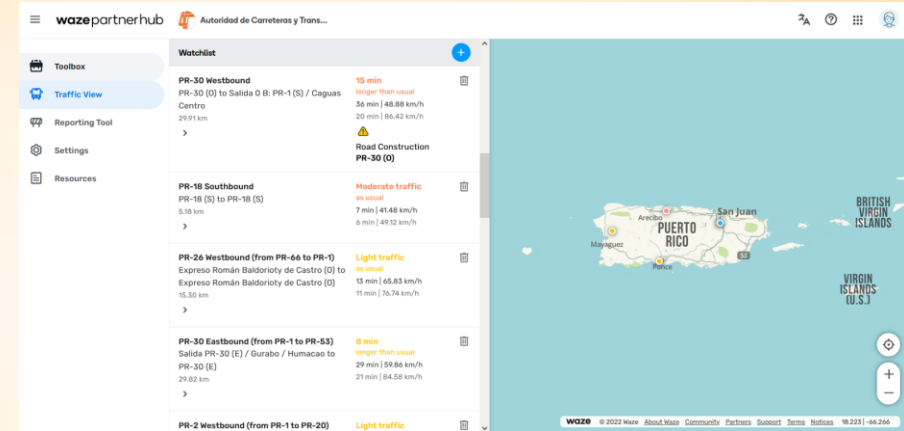 waze partnerhub
Autoridad de Carreteras y Trans...
Toolbox
Traffic View
Reporting Tool
Settings
Resources
Watchlist
PR-30 Westbound
PR-30 (O) to Salida 0 B: PR-1 (S) / Caguas
Centro
29.91 km
15 min
longer than usual
36 min | 48.88 km/h
20 min | 86.42 km/h
Road Construction
PR-30 (O)
PR-18 Southbound
PR-18 (S) to PR-18 (S)
5.18 km
Moderate traffic
as usual
7 min | 41.48 km/h
6 min | 49.12 km/h
PR-26 Westbound (from PR-66 to PR-1)
Expreso Román Baldorioty de Castro (O) to
Expreso Román Baldorioty de Castro (O)
15.30 km
Light traffic
as usual
13 min | 65.83 km/h
11 min | 76.74 km/h
PR-30 Eastbound (from PR-1 to PR-53)
Salida PR-30 (E) / Gurabo / Humacao to
PR-30 (E)
29.82 km
8 min
longer than usual
29 min | 59.86 km/h
21 min | 84.58 km/h
PR-2 Westbound (from PR-1 to PR-20)
Light traffic
Arecibo
San Juan
PUERTO
RICO
Mayaguez
Ponce
53
BRITISH
VIRGIN
ISLANDS
VIRGIN
ISLANDS
(U.S.)
waze © 2022 Waze About Waze Community Partners Support Terms Notices 18.223 | -66.266